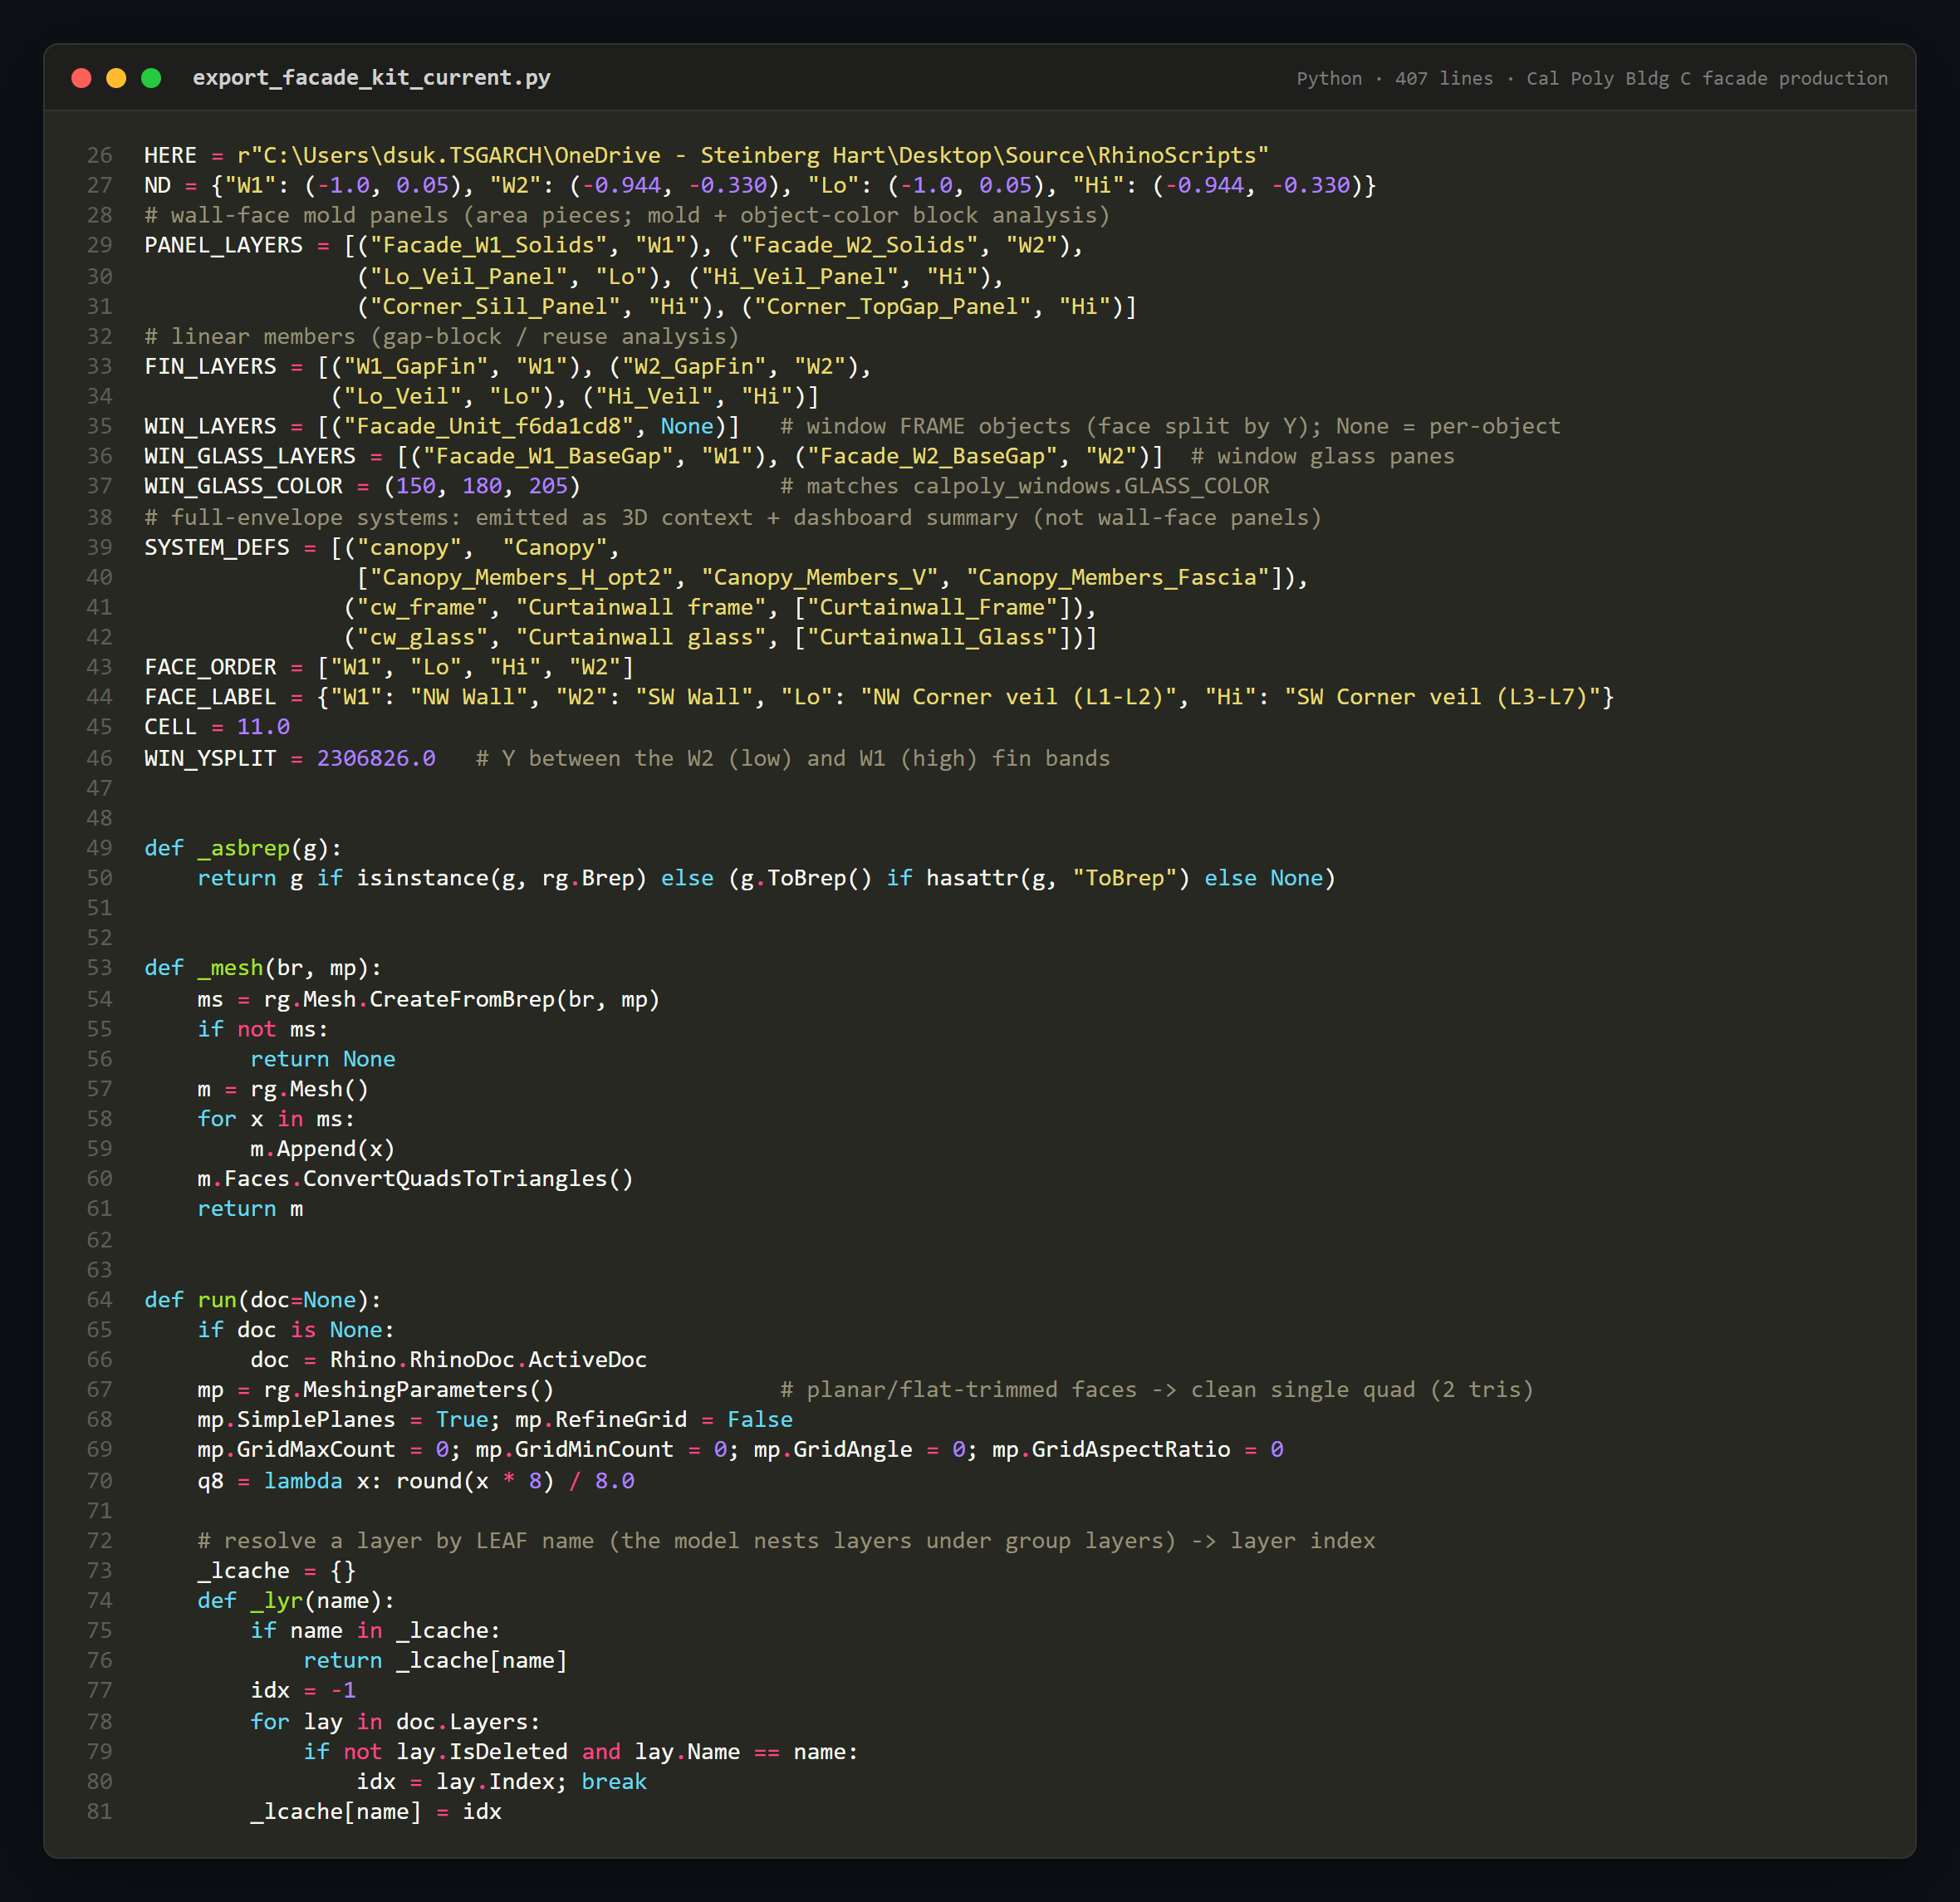 export_facade_kit_current.py
Python · 407 lines · Cal Poly Bldg C facade production
26 HERE = r"C:\Users\dsuk.TSGARCH\OneDrive - Steinberg Hart\Desktop\Source\RhinoScripts"
27 ND = {"W1": (-1.0, 0.05), "W2": (-0.944, -0.330), "Lo": (-1.0, 0.05), "Hi": (-0.944, -0.330)}
28 # wall-face mold panels (area pieces; mold + object-color block analysis)
29 PANEL_LAYERS = [("Facade_W1_Solids", "W1"), ("Facade_W2_Solids", "W2"),
30                 ("Lo_Veil_Panel", "Lo"), ("Hi_Veil_Panel", "Hi"),
31                 ("Corner_Sill_Panel", "Hi"), ("Corner_TopGap_Panel", "Hi")]
32 # linear members (gap-block / reuse analysis)
33 FIN_LAYERS = [("W1_GapFin", "W1"), ("W2_GapFin", "W2"),
34               ("Lo_Veil", "Lo"), ("Hi_Veil", "Hi")]
35 WIN_LAYERS = [("Facade_Unit_f6da1cd8", None)]   # window FRAME objects (face split by Y); None = per-object
36 WIN_GLASS_LAYERS = [("Facade_W1_BaseGap", "W1"), ("Facade_W2_BaseGap", "W2")]  # window glass panes
37 WIN_GLASS_COLOR = (150, 180, 205)               # matches calpoly_windows.GLASS_COLOR
38 # full-envelope systems: emitted as 3D context + dashboard summary (not wall-face panels)
39 SYSTEM_DEFS = [("canopy",  "Canopy",
40                 ["Canopy_Members_H_opt2", "Canopy_Members_V", "Canopy_Members_Fascia"]),
41                ("cw_frame", "Curtainwall frame", ["Curtainwall_Frame"]),
42                ("cw_glass", "Curtainwall glass", ["Curtainwall_Glass"])]
43 FACE_ORDER = ["W1", "Lo", "Hi", "W2"]
44 FACE_LABEL = {"W1": "NW Wall", "W2": "SW Wall", "Lo": "NW Corner veil (L1-L2)", "Hi": "SW Corner veil (L3-L7)"}
45 CELL = 11.0
46 WIN_YSPLIT = 2306826.0   # Y between the W2 (low) and W1 (high) fin bands
47
48
49 def _asbrep(g):
50     return g if isinstance(g, rg.Brep) else (g.ToBrep() if hasattr(g, "ToBrep") else None)
51
52
53 def _mesh(br, mp):
54     ms = rg.Mesh.CreateFromBrep(br, mp)
55     if not ms:
56         return None
57     m = rg.Mesh()
58     for x in ms:
59         m.Append(x)
60     m.Faces.ConvertQuadsToTriangles()
61     return m
62
63
64 def run(doc=None):
65     if doc is None:
66         doc = Rhino.RhinoDoc.ActiveDoc
67     mp = rg.MeshingParameters()                 # planar/flat-trimmed faces -> clean single quad (2 tris)
68     mp.SimplePlanes = True; mp.RefineGrid = False
69     mp.GridMaxCount = 0; mp.GridMinCount = 0; mp.GridAngle = 0; mp.GridAspectRatio = 0
70     q8 = lambda x: round(x * 8) / 8.0
71
72     # resolve a layer by LEAF name (the model nests layers under group layers) -> layer index
73     _lcache = {}
74     def _lyr(name):
75         if name in _lcache:
76             return _lcache[name]
77         idx = -1
78         for lay in doc.Layers:
79             if not lay.IsDeleted and lay.Name == name:
80                 idx = lay.Index; break
81         _lcache[name] = idx